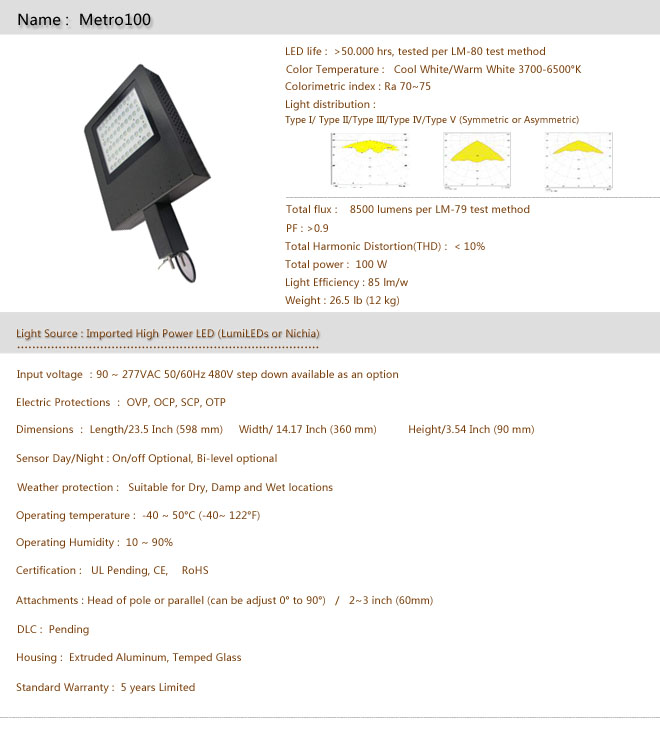 Name : Metro100
LED life : >50.000 hrs, tested per LM-80 test method
Color Temperature : Cool White/Warm White 3700-6500°K
Colorimetric index : Ra 70~75
Light distribution :
Type I/ Type II/Type III/Type IV/Type V (Symmetric or Asymmetric)
Total flux : 8500 lumens per LM-79 test method
PF : >0.9
Total Harmonic Distortion(THD) : < 10%
Total power : 100 W
Light Efficiency : 85 lm/w
Weight : 26.5 lb (12 kg)
Light Source : Imported High Power LED (LumiLEDs or Nichia)
Input voltage : 90 ~ 277VAC 50/60Hz 480V step down available as an option
Electric Protections : OVP, OCP, SCP, OTP
Dimensions : Length/23.5 Inch (598 mm) Width/ 14.17 Inch (360 mm) Height/3.54 Inch (90 mm)
Sensor Day/Night : On/off Optional, Bi-level optional
Weather protection : Suitable for Dry, Damp and Wet locations
Operating temperature : -40 ~ 50°C (-40~ 122°F)
Operating Humidity : 10 ~ 90%
Certification : UL Pending, CE, RoHS
Attachments : Head of pole or parallel (can be adjust 0° to 90°) / 2~3 inch (60mm)
DLC : Pending
Housing : Extruded Aluminum, Temped Glass
Standard Warranty : 5 years Limited